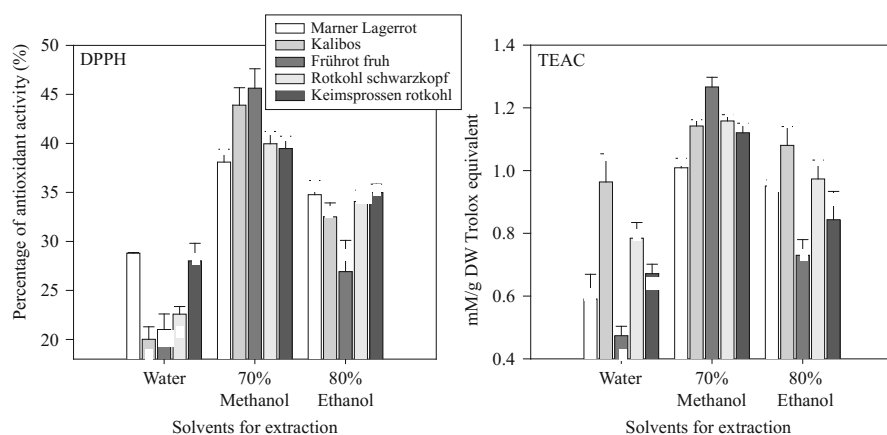 DPPH
Marner Lagerrot
Kalibos
Frührot fruh
Rotkohl schwarzkopf
Keimsprossen rotkohl
Percentage of antioxidant activity (%)
50
45
40
35
30
25
20
Water
70%
Methanol
80%
Ethanol
Solvents for extraction
TEAC
mM/g DW Trolox equivalent
1.4
1.2
1.0
0.8
0.6
0.4
Water
70%
Methanol
80%
Ethanol
Solvents for extraction